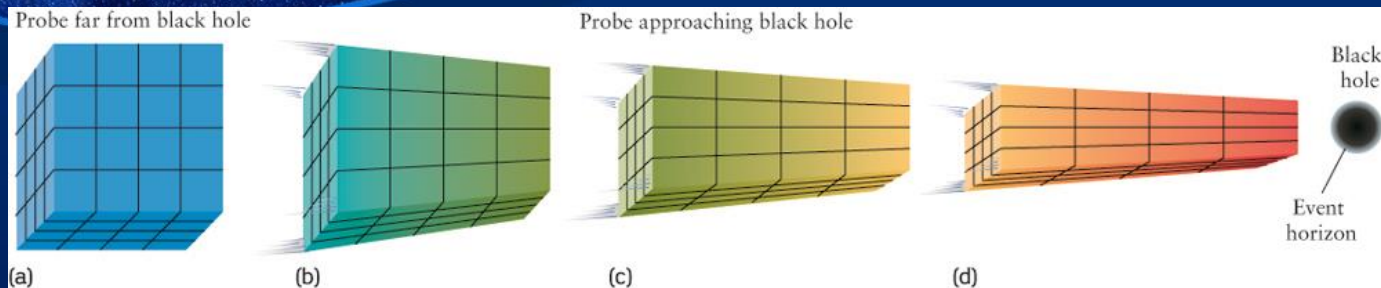 Probe far from black hole
Probe approaching black hole
Black
hole
Event
horizon
(a)
(b)
(c)
(d)